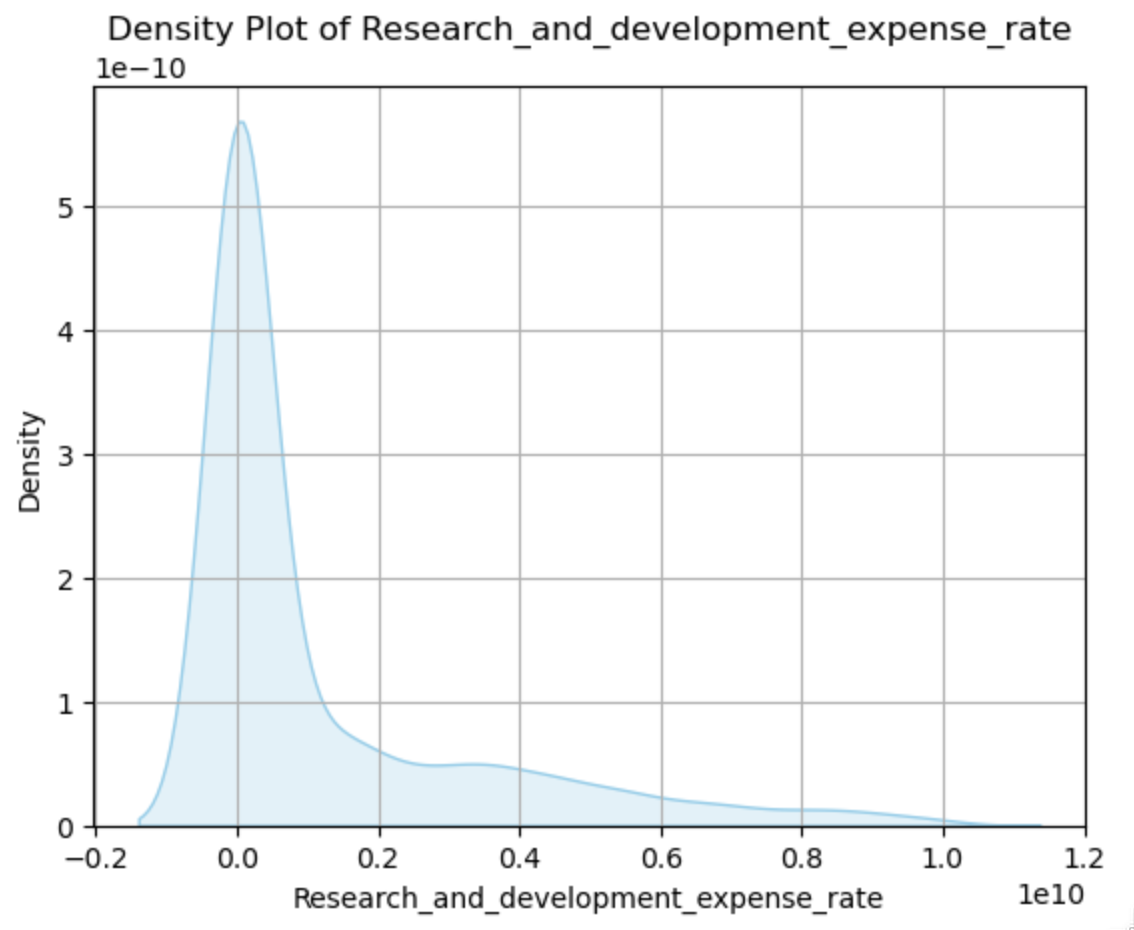 Density Plot of Research_and_development_expense_rate
1e−10
5
4
3
2
1
0
Density
−0.2 0.0 0.2 0.4 0.6 0.8 1.0 1.2
1e10
Research_and_development_expense_rate